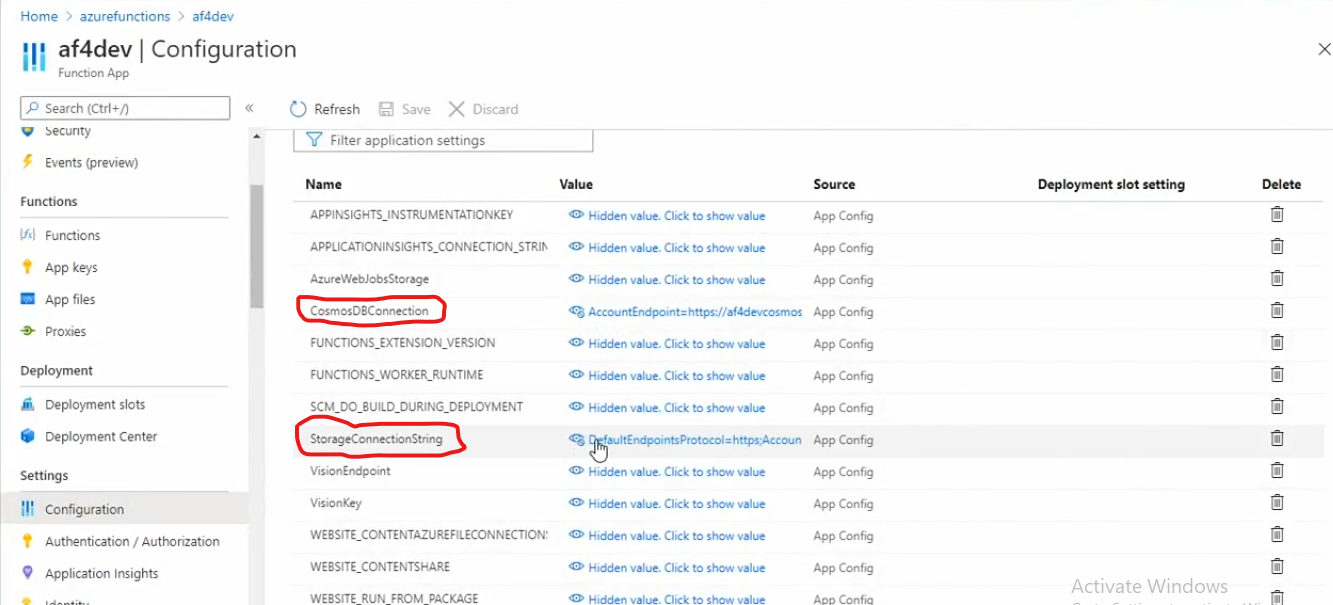 Home > azurefunctions > af4dev
af4dev | Configuration
Function App
Search (Ctrl+/)
«
Refresh Save Discard
Security
Events (preview)
Functions
Functions
App keys
App files
Proxies
Deployment
Deployment slots
Deployment Center
Settings
Configuration
Authentication / Authorization
Application Insights
Identity
Filter application settings
Name Value Source Deployment slot setting Delete
APPINSIGHTS_INSTRUMENTATIONKEY Hidden value. Click to show value App Config
APPLICATIONINSIGHTS_CONNECTION_STRIN Hidden value. Click to show value App Config
AzureWebJobsStorage Hidden value. Click to show value App Config
CosmosDBConnection AccountEndpoint=https://af4devcosmos App Config
FUNCTIONS_EXTENSION_VERSION Hidden value. Click to show value App Config
FUNCTIONS_WORKER_RUNTIME Hidden value. Click to show value App Config
SCM_DO_BUILD_DURING_DEPLOYMENT Hidden value. Click to show value App Config
StorageConnectionString DefaultEndpointsProtocol=https;Accoun App Config
VisionEndpoint Hidden value. Click to show value App Config
VisionKey Hidden value. Click to show value App Config
WEBSITE_CONTENTAZUREFILECONNECTIONS Hidden value. Click to show value App Config
WEBSITE_CONTENTSHARE Hidden value. Click to show value App Config
WEBSITE_RUN_FROM_PACKAGE Hidden value. Click to show value App Config
Activate Windows